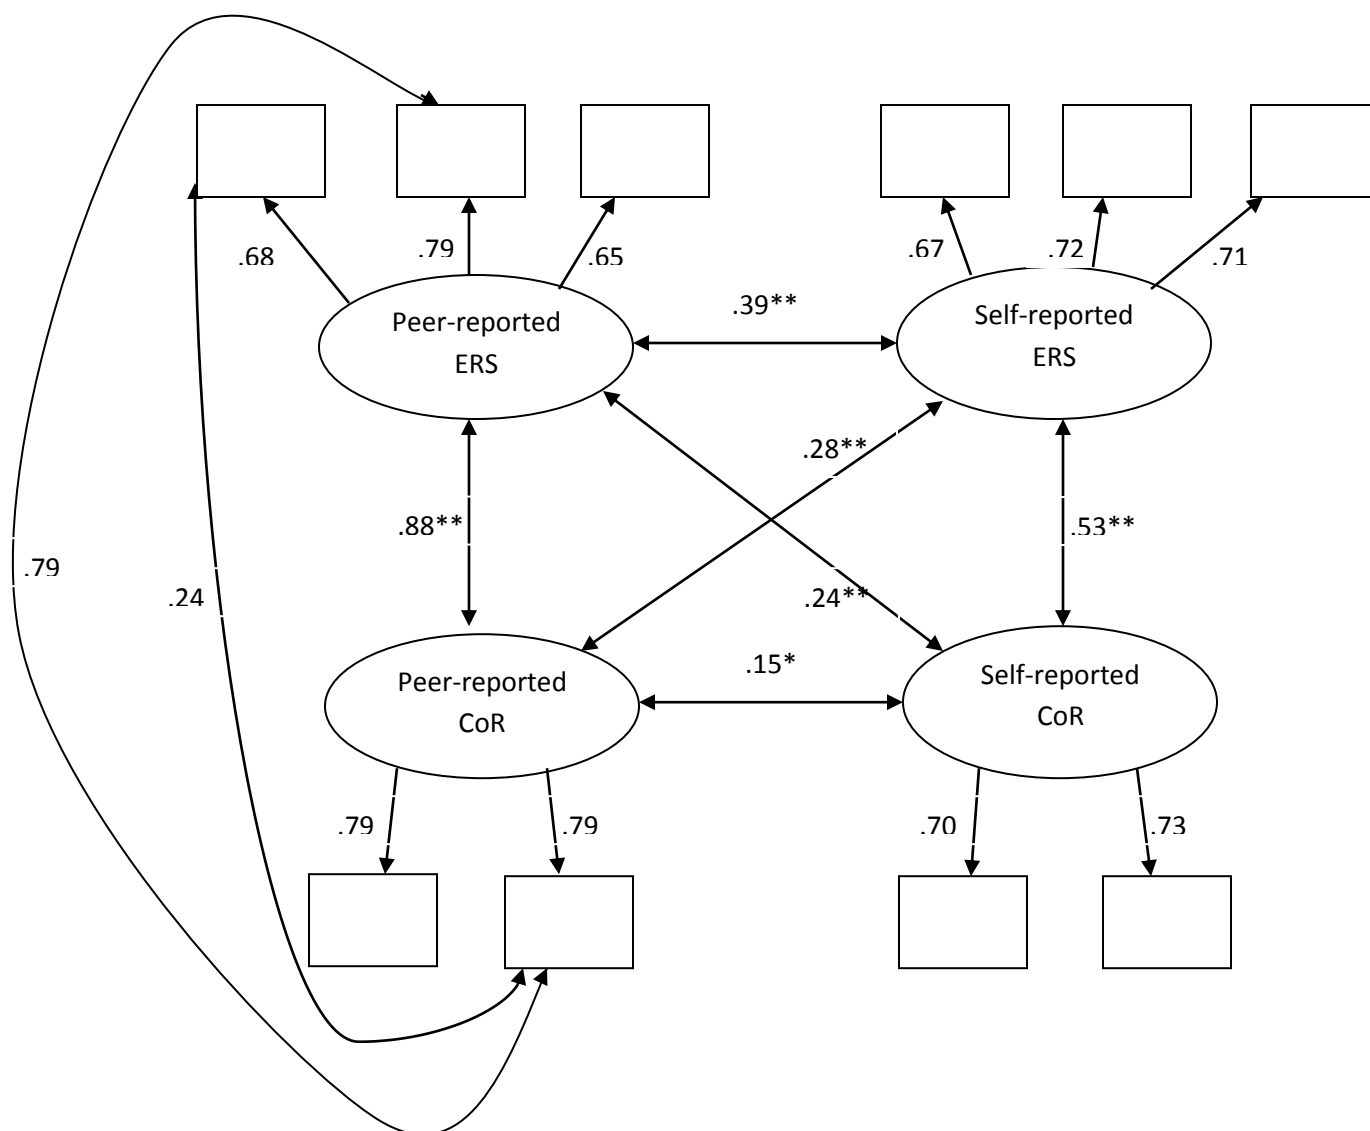 .68
.79
.65
.67
.72
.71
.39**
Peer-reported
ERS
Self-reported
ERS
.28**
.88**
.53**
.79
.24
.24**
.15*
Peer-reported
CoR
Self-reported
CoR
.79
.79
.70
.73